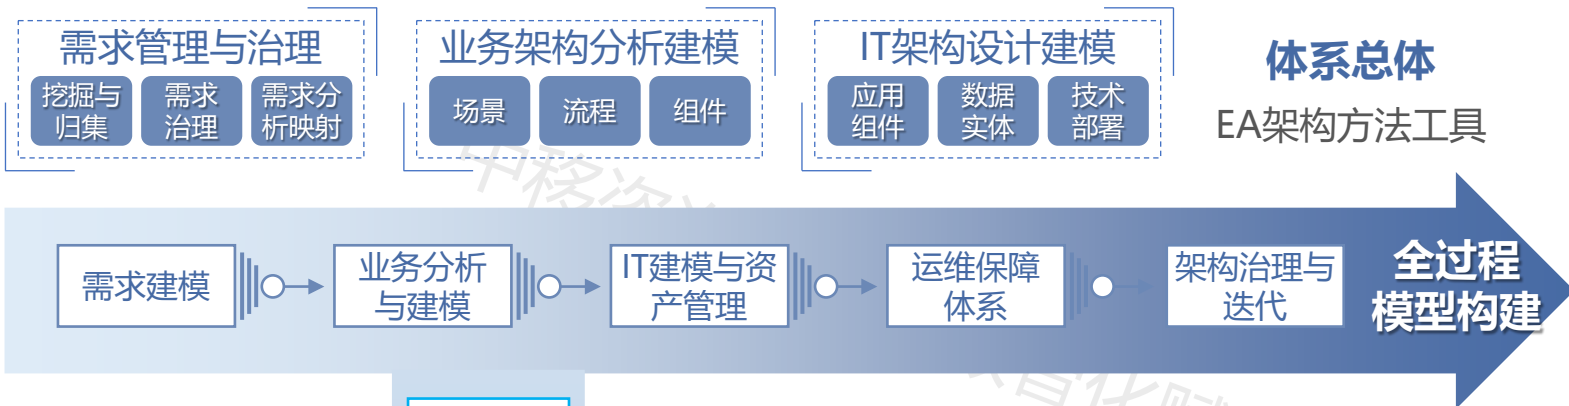 需求管理与治理
挖掘与
归集
需求
治理
需求分
析映射
业务架构分析建模
场景
流程
组件
IT架构设计建模
应用
组件
数据
实体
技术
部署
体系总体
EA架构方法工具
需求建模
业务分析
与建模
IT建模与资
产管理
运维保障
体系
架构治理与
迭代
全过程
模型构建